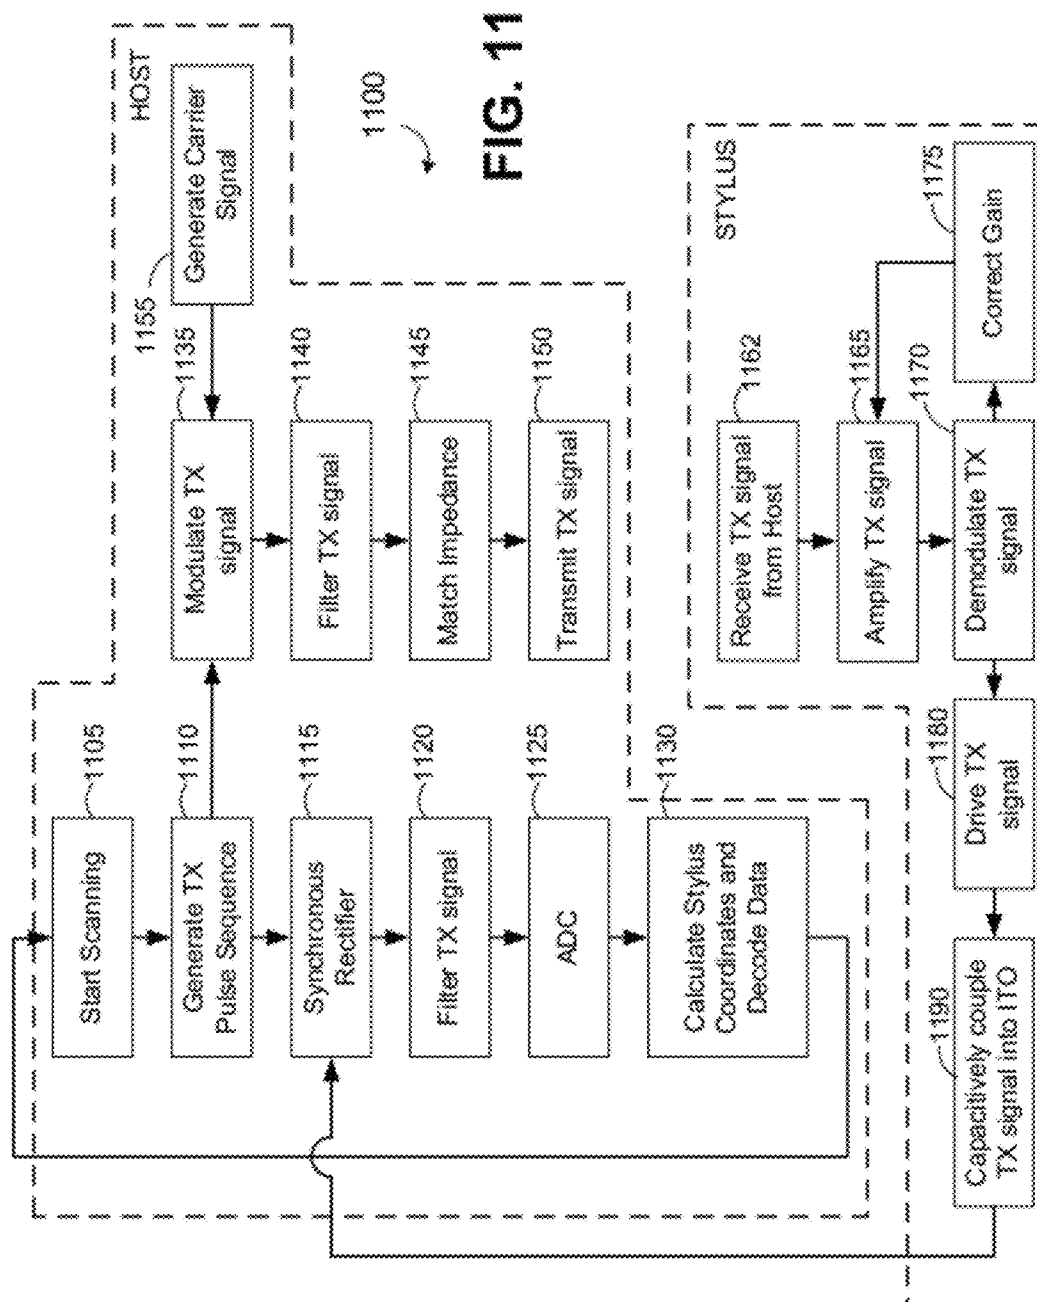 HOST
1105
Start Scanning
1110
Generate TX
Pulse Sequence
1115
Synchronous
Rectifier
1120
Filter TX signal
1125
ADC
1130
Calculate Stylus
Coordinates and
Decode Data
1135
Modulate TX
signal
1155
Generate Carrier
Signal
1140
Filter TX signal
1145
Match Impedance
1150
Transmit TX signal
1100
FIG. 11
STYLUS
1162
Receive TX signal
from Host
1165
Amplify TX signal
1170
Demodulate TX
signal
1175
Correct Gain
1180
Drive TX
signal
1190
Capacitively couple
TX signal into ITO